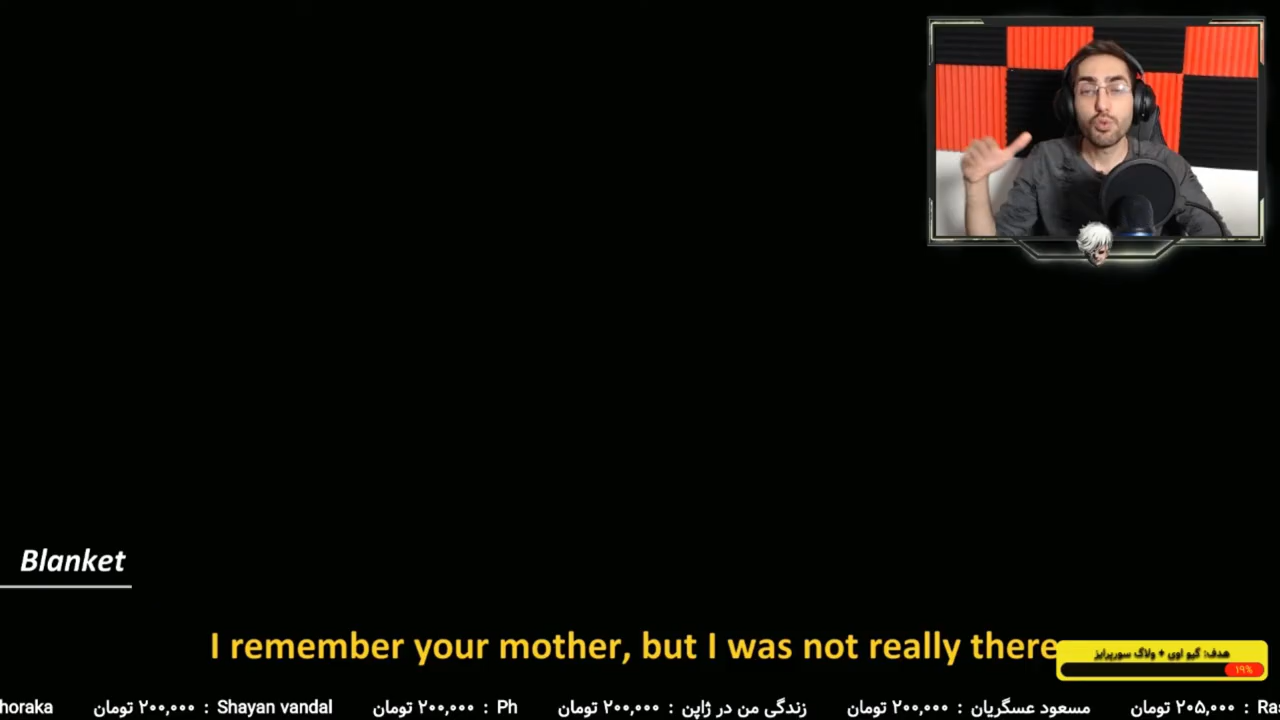 Blanket
I remember your mother, but I was not really there
هدف: گیو اوی + ولاگ سورپرایز
۱۹%
horaka ۲۰۰,۰۰۰ تومان : Shayan vandal ۲۰۰,۰۰۰ تومان : Ph ۲۰۰,۰۰۰ تومان : زندگی من در ژاپن ۲۰۰,۰۰۰ تومان : مسعود عسگریان ۲۰۵,۰۰۰ تومان : Ra